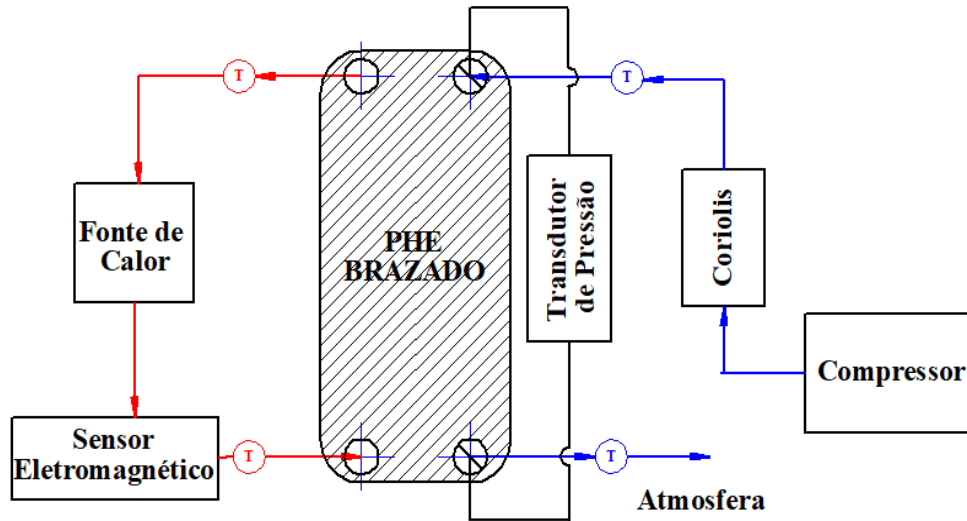 T
T
Fonte de
Calor
PHE
BRAZADO
Transdutor
de Pressão
Coriolis
Compressor
Sensor
Eletromagnético
T
T
Atmosfera